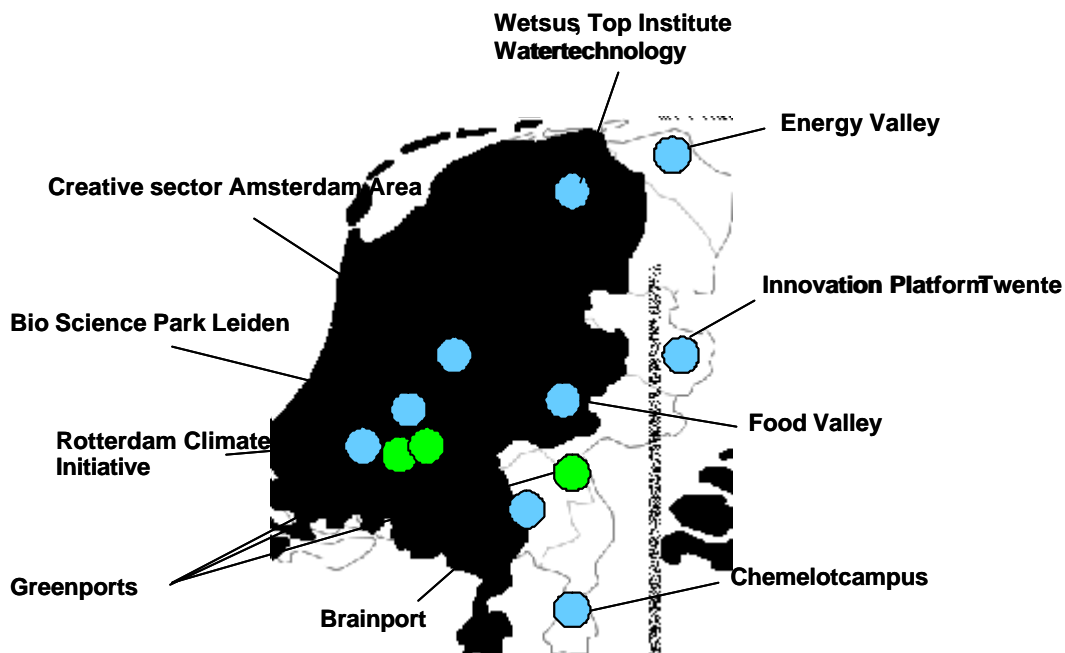 Wetsus, Top Institute
Watertechnology
Energy Valley
Creative sector Amsterdam Area
Innovation Platform Twente
Bio Science Park Leiden
Food Valley
Rotterdam Climate
Initiative
Chemelotcampus
Greenports
Brainport